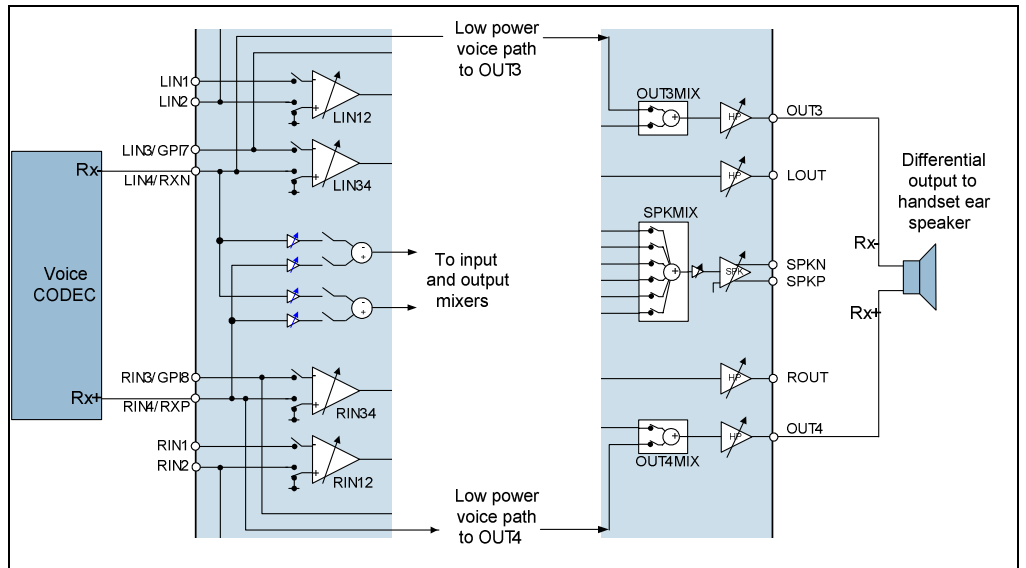 Low power
voice path
to OUT3
LIN1
LIN2
LIN12
LIN3/GPI7
Rx-
LIN4/RXN
LIN34
Voice
CODEC
To input
and output
mixers
-
+
-
+
Rx+
RIN3/GPI8
RIN4/RXP
RIN34
RIN1
RIN2
RIN12
Low power
voice path
to OUT4
OUT3MIX
+
HP
OUT3
HP
LOUT
SPKMIX
+
SPK
SPKN
SPKP
HP
ROUT
+
HP
OUT4
OUT4MIX
Differential
output to
handset ear
speaker
Rx-
Rx+